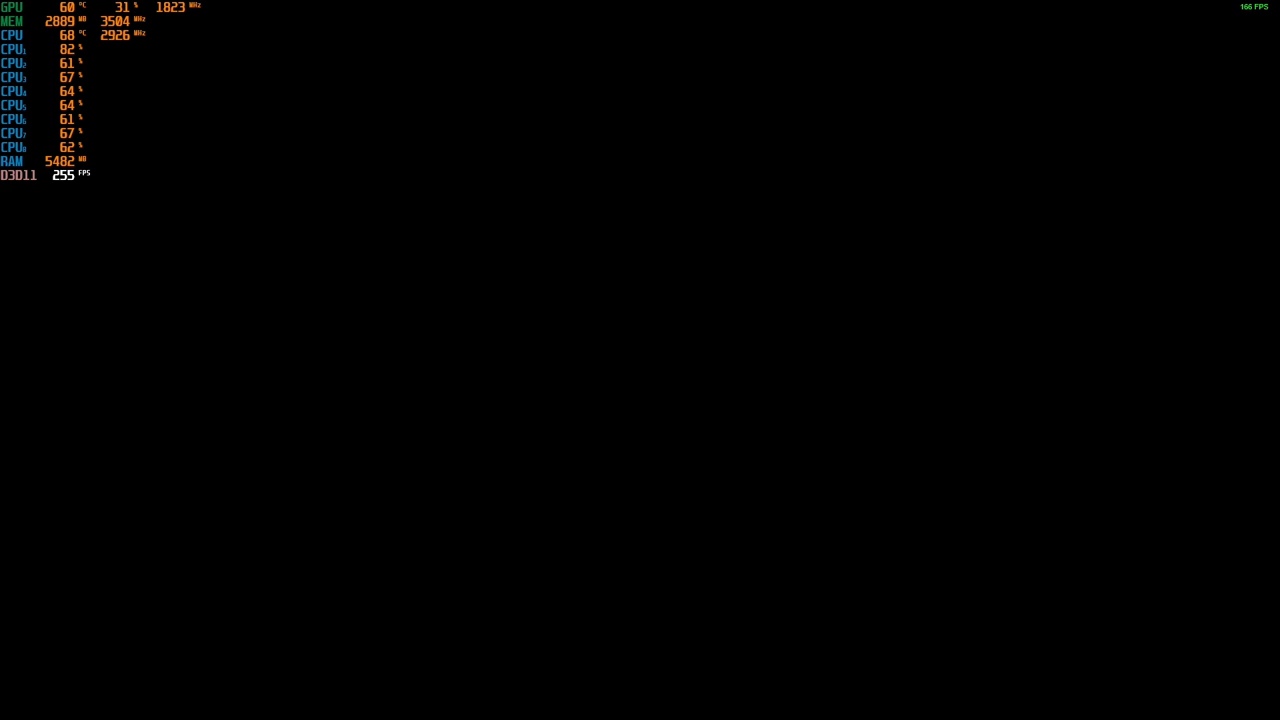 GPU 60 °C 31 % 1823 MHz
166 FPS
MEM 2889 MB 3504 MHz
CPU 68 °C 2926 MHz
CPU1 82 %
CPU2 61 %
CPU3 67 %
CPU4 64 %
CPU5 64 %
CPU6 61 %
CPU7 67 %
CPU8 62 %
RAM 5482 MB
D3D11 255 FPS